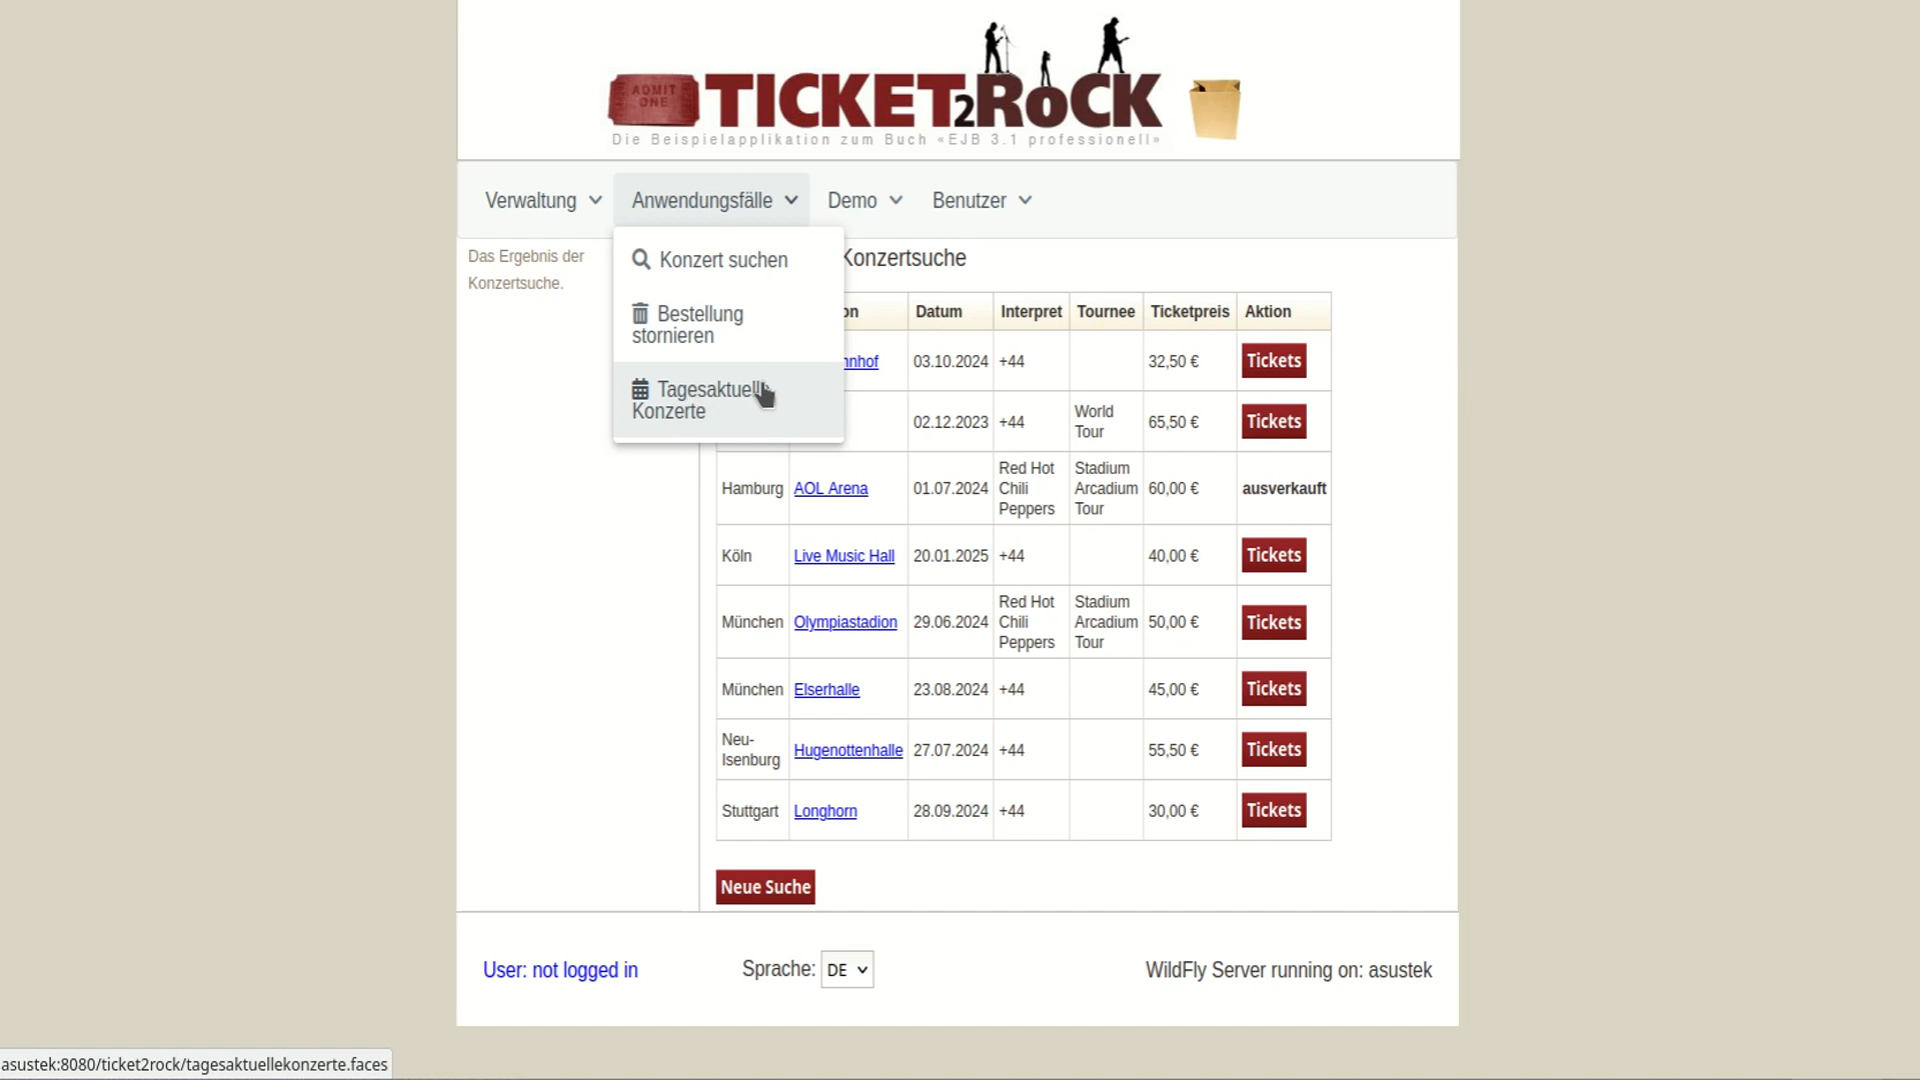 ADMIT
ONE
TICKET2RoCK
Die Beispielapplikation zum Buch «EJB 3.1 professionell»
Verwaltung
Anwendungsfälle
Demo
Benutzer
Das Ergebnis der
Konzertsuche.
Konzert suchen
Bestellung
stornieren
Tagesaktuell
Konzerte
Konzertsuche
on Datum Interpret Tournee Ticketpreis Aktion
nnhof 03.10.2024 +44 32,50 € Tickets
02.12.2023 +44 World Tour 65,50 € Tickets
Hamburg AOL Arena 01.07.2024 Red Hot Chili Peppers Stadium Arcadium Tour 60,00 € ausverkauft
Köln Live Music Hall 20.01.2025 +44 40,00 € Tickets
München Olympiastadion 29.06.2024 Red Hot Chili Peppers Stadium Arcadium Tour 50,00 € Tickets
München Elserhalle 23.08.2024 +44 45,00 € Tickets
Neu-Isenburg Hugenottenhalle 27.07.2024 +44 55,50 € Tickets
Stuttgart Longhorn 28.09.2024 +44 30,00 € Tickets
Neue Suche
User: not logged in
Sprache: DE
WildFly Server running on: asustek
asustek:8080/ticket2rock/tagesaktuellekonzerte.faces